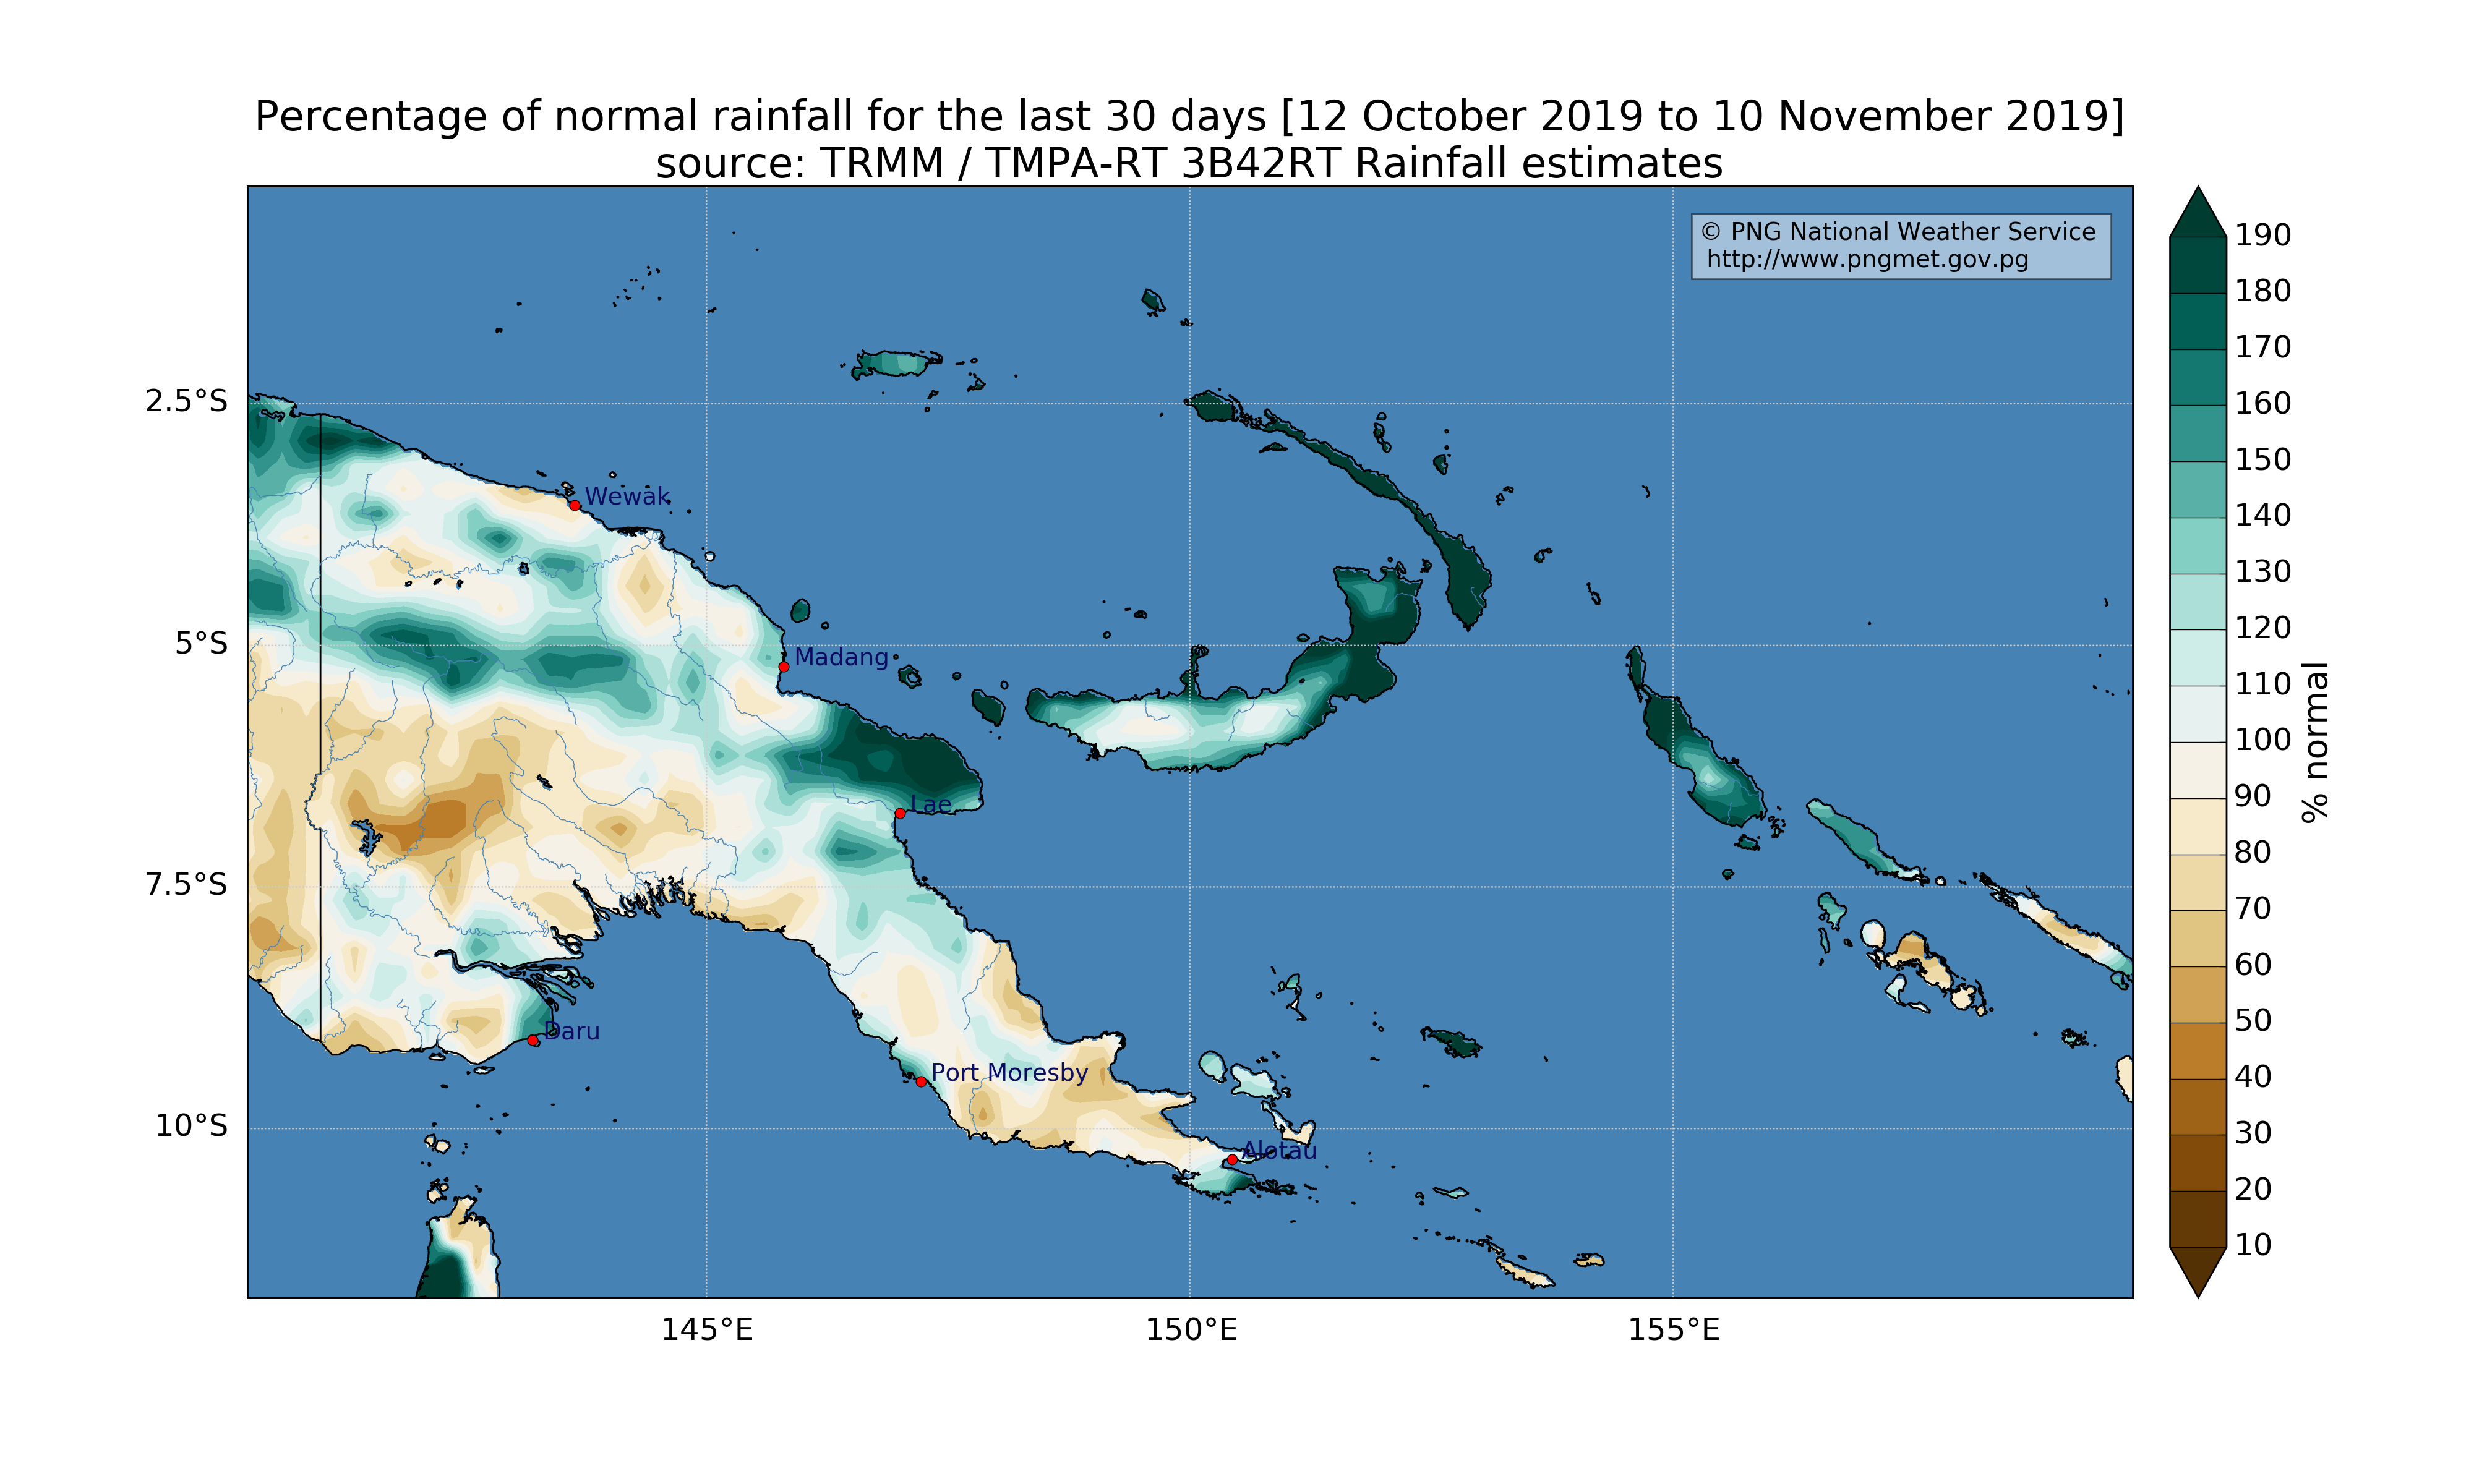 Percentage of normal rainfall for the last 30 days [12 October 2019 to 10 November 2019]
source: TRMM / TMPA-RT 3B42RT Rainfall estimates
© PNG National Weather Service
http://www.pngmet.gov.pg
2.5°S
5°S
7.5°S
10°S
Wewak
Madang
Lae
Daru
Port Moresby
Alotau
145°E
150°E
155°E
190
180
170
160
150
140
130
120
110
100
90
80
70
60
50
40
30
20
10
% normal